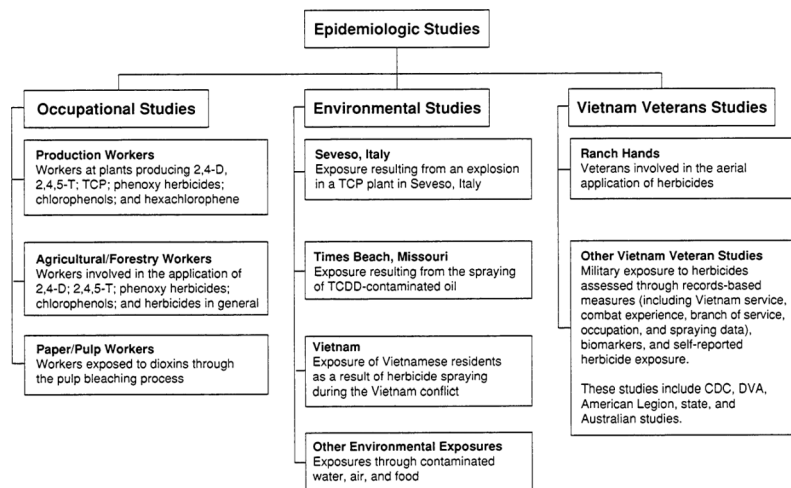 Epidemiologic Studies
Occupational Studies
Production Workers
Workers at plants producing 2,4-D,
2,4,5-T; TCP; phenoxy herbicides;
chlorophenols; and hexachlorophene
Agricultural/Forestry Workers
Workers involved in the application of
2,4-D; 2,4,5-T; phenoxy herbicides;
chlorophenols; and herbicides in general
Paper/Pulp Workers
Workers exposed to dioxins through
the pulp bleaching process
Environmental Studies
Seveso, Italy
Exposure resulting from an explosion
in a TCP plant in Seveso, Italy
Times Beach, Missouri
Exposure resulting from the spraying
of TCDD-contaminated oil
Vietnam
Exposure of Vietnamese residents
as a result of herbicide spraying
during the Vietnam conflict
Other Environmental Exposures
Exposures through contaminated
water, air, and food
Vietnam Veterans Studies
Ranch Hands
Veterans involved in the aerial
application of herbicides
Other Vietnam Veteran Studies
Military exposure to herbicides
assessed through records-based
measures (including Vietnam service,
combat experience, branch of service,
occupation, and spraying data),
biomarkers, and self-reported
herbicide exposure.
These studies include CDC, DVA,
American Legion, state, and
Australian studies.